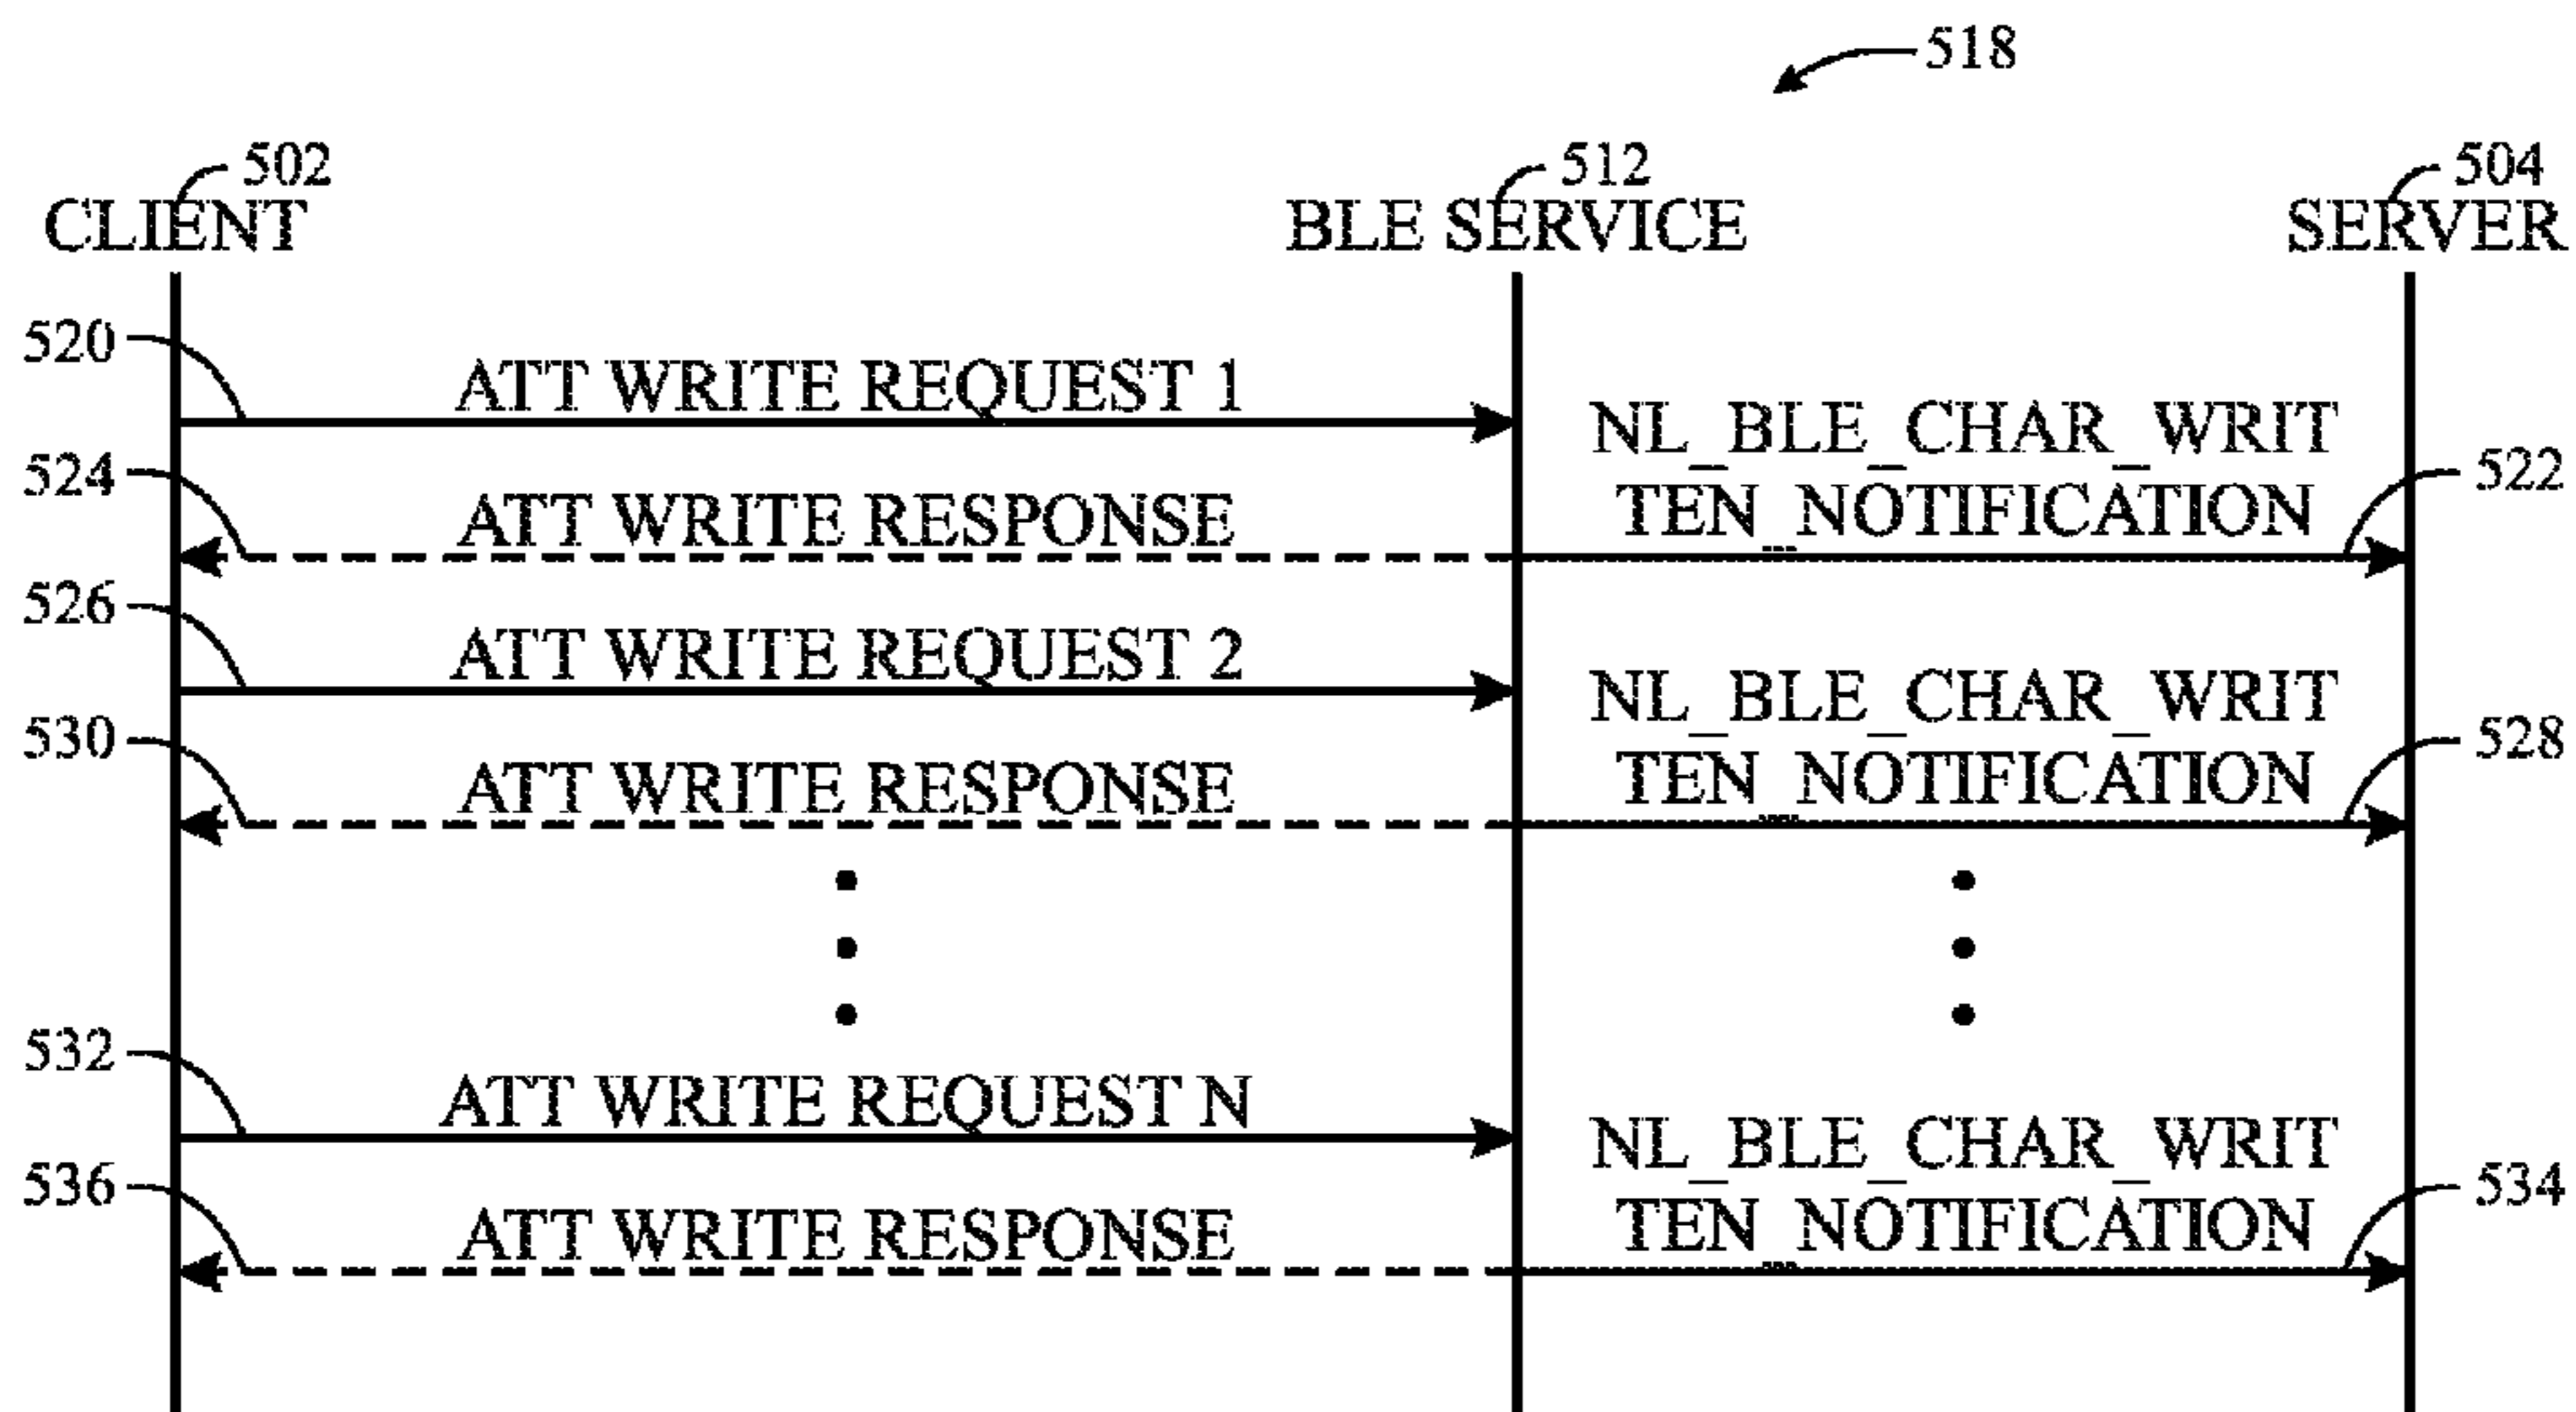 518
502
512
504
CLIENT
BLE SERVICE
SERVER
520
ATT WRITE REQUEST 1
NL_BLE_CHAR_WRIT
TEN_NOTIFICATION
522
524
ATT WRITE RESPONSE
526
ATT WRITE REQUEST 2
NL_BLE_CHAR_WRIT
TEN_NOTIFICATION
528
530
ATT WRITE RESPONSE
532
ATT WRITE REQUEST N
NL_BLE_CHAR_WRIT
TEN_NOTIFICATION
534
536
ATT WRITE RESPONSE